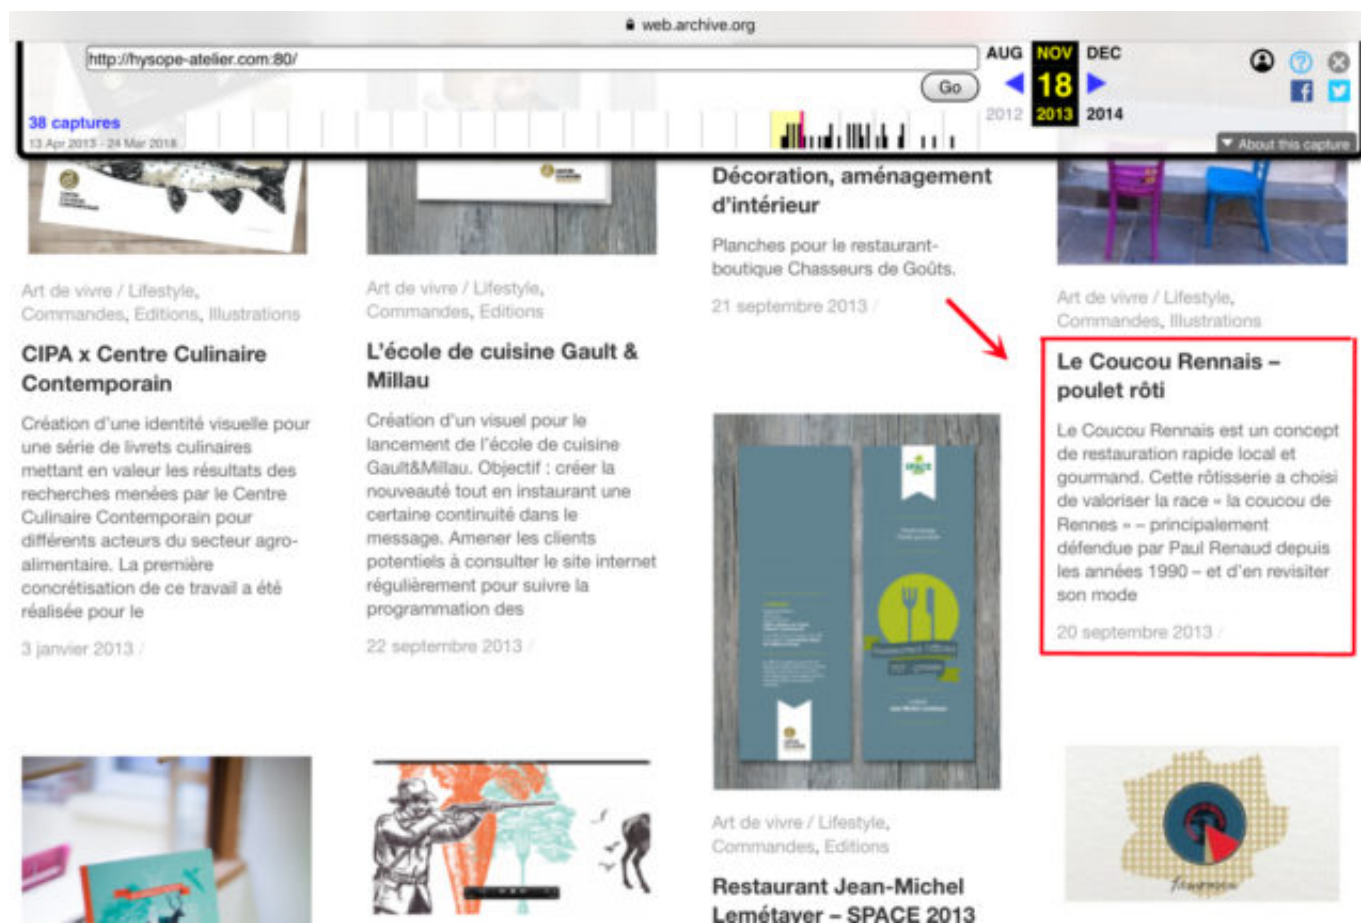 web.archive.org
http://hysope-atelier.com:80/
Go
AUG NOV DEC
18
2012 2013 2014
38 captures
13 Apr 2013 - 24 Mar 2018
▼ About this capture
Art de vivre / Lifestyle,
Commandes, Editions, Illustrations
CIPA x Centre Culinaire
Contemporain
Création d'une identité visuelle pour
une série de livrets culinaires
mettant en valeur les résultats des
recherches menées par le Centre
Culinaire Contemporain pour
différents acteurs du secteur agro-
alimentaire. La première
concrétisation de ce travail a été
réalisée pour le
3 janvier 2013 /
Art de vivre / Lifestyle,
Commandes, Editions
L'école de cuisine Gault &
Millau
Création d'un visuel pour le
lancement de l'école de cuisine
Gault&Millau. Objectif : créer la
nouveauté tout en instaurant une
certaine continuité dans le
message. Amener les clients
potentiels à consulter le site internet
régulièrement pour suivre la
programmation des
22 septembre 2013 /
Décoration, aménagement
d'intérieur
Planches pour le restaurant-
boutique Chasseurs de Goûts.
21 septembre 2013 /
SPACE
Art de vivre / Lifestyle,
Commandes, Editions
Restaurant Jean-Michel
Lemétayer – SPACE 2013
Art de vivre / Lifestyle,
Commandes, Illustrations
Le Coucou Rennais –
poulet rôti
Le Coucou Rennais est un concept
de restauration rapide local et
gourmand. Cette rôtisserie a choisi
de valoriser la race « la coucou de
Rennes » – principalement
défendue par Paul Renaud depuis
les années 1990 – et d'en revisiter
son mode
20 septembre 2013 /